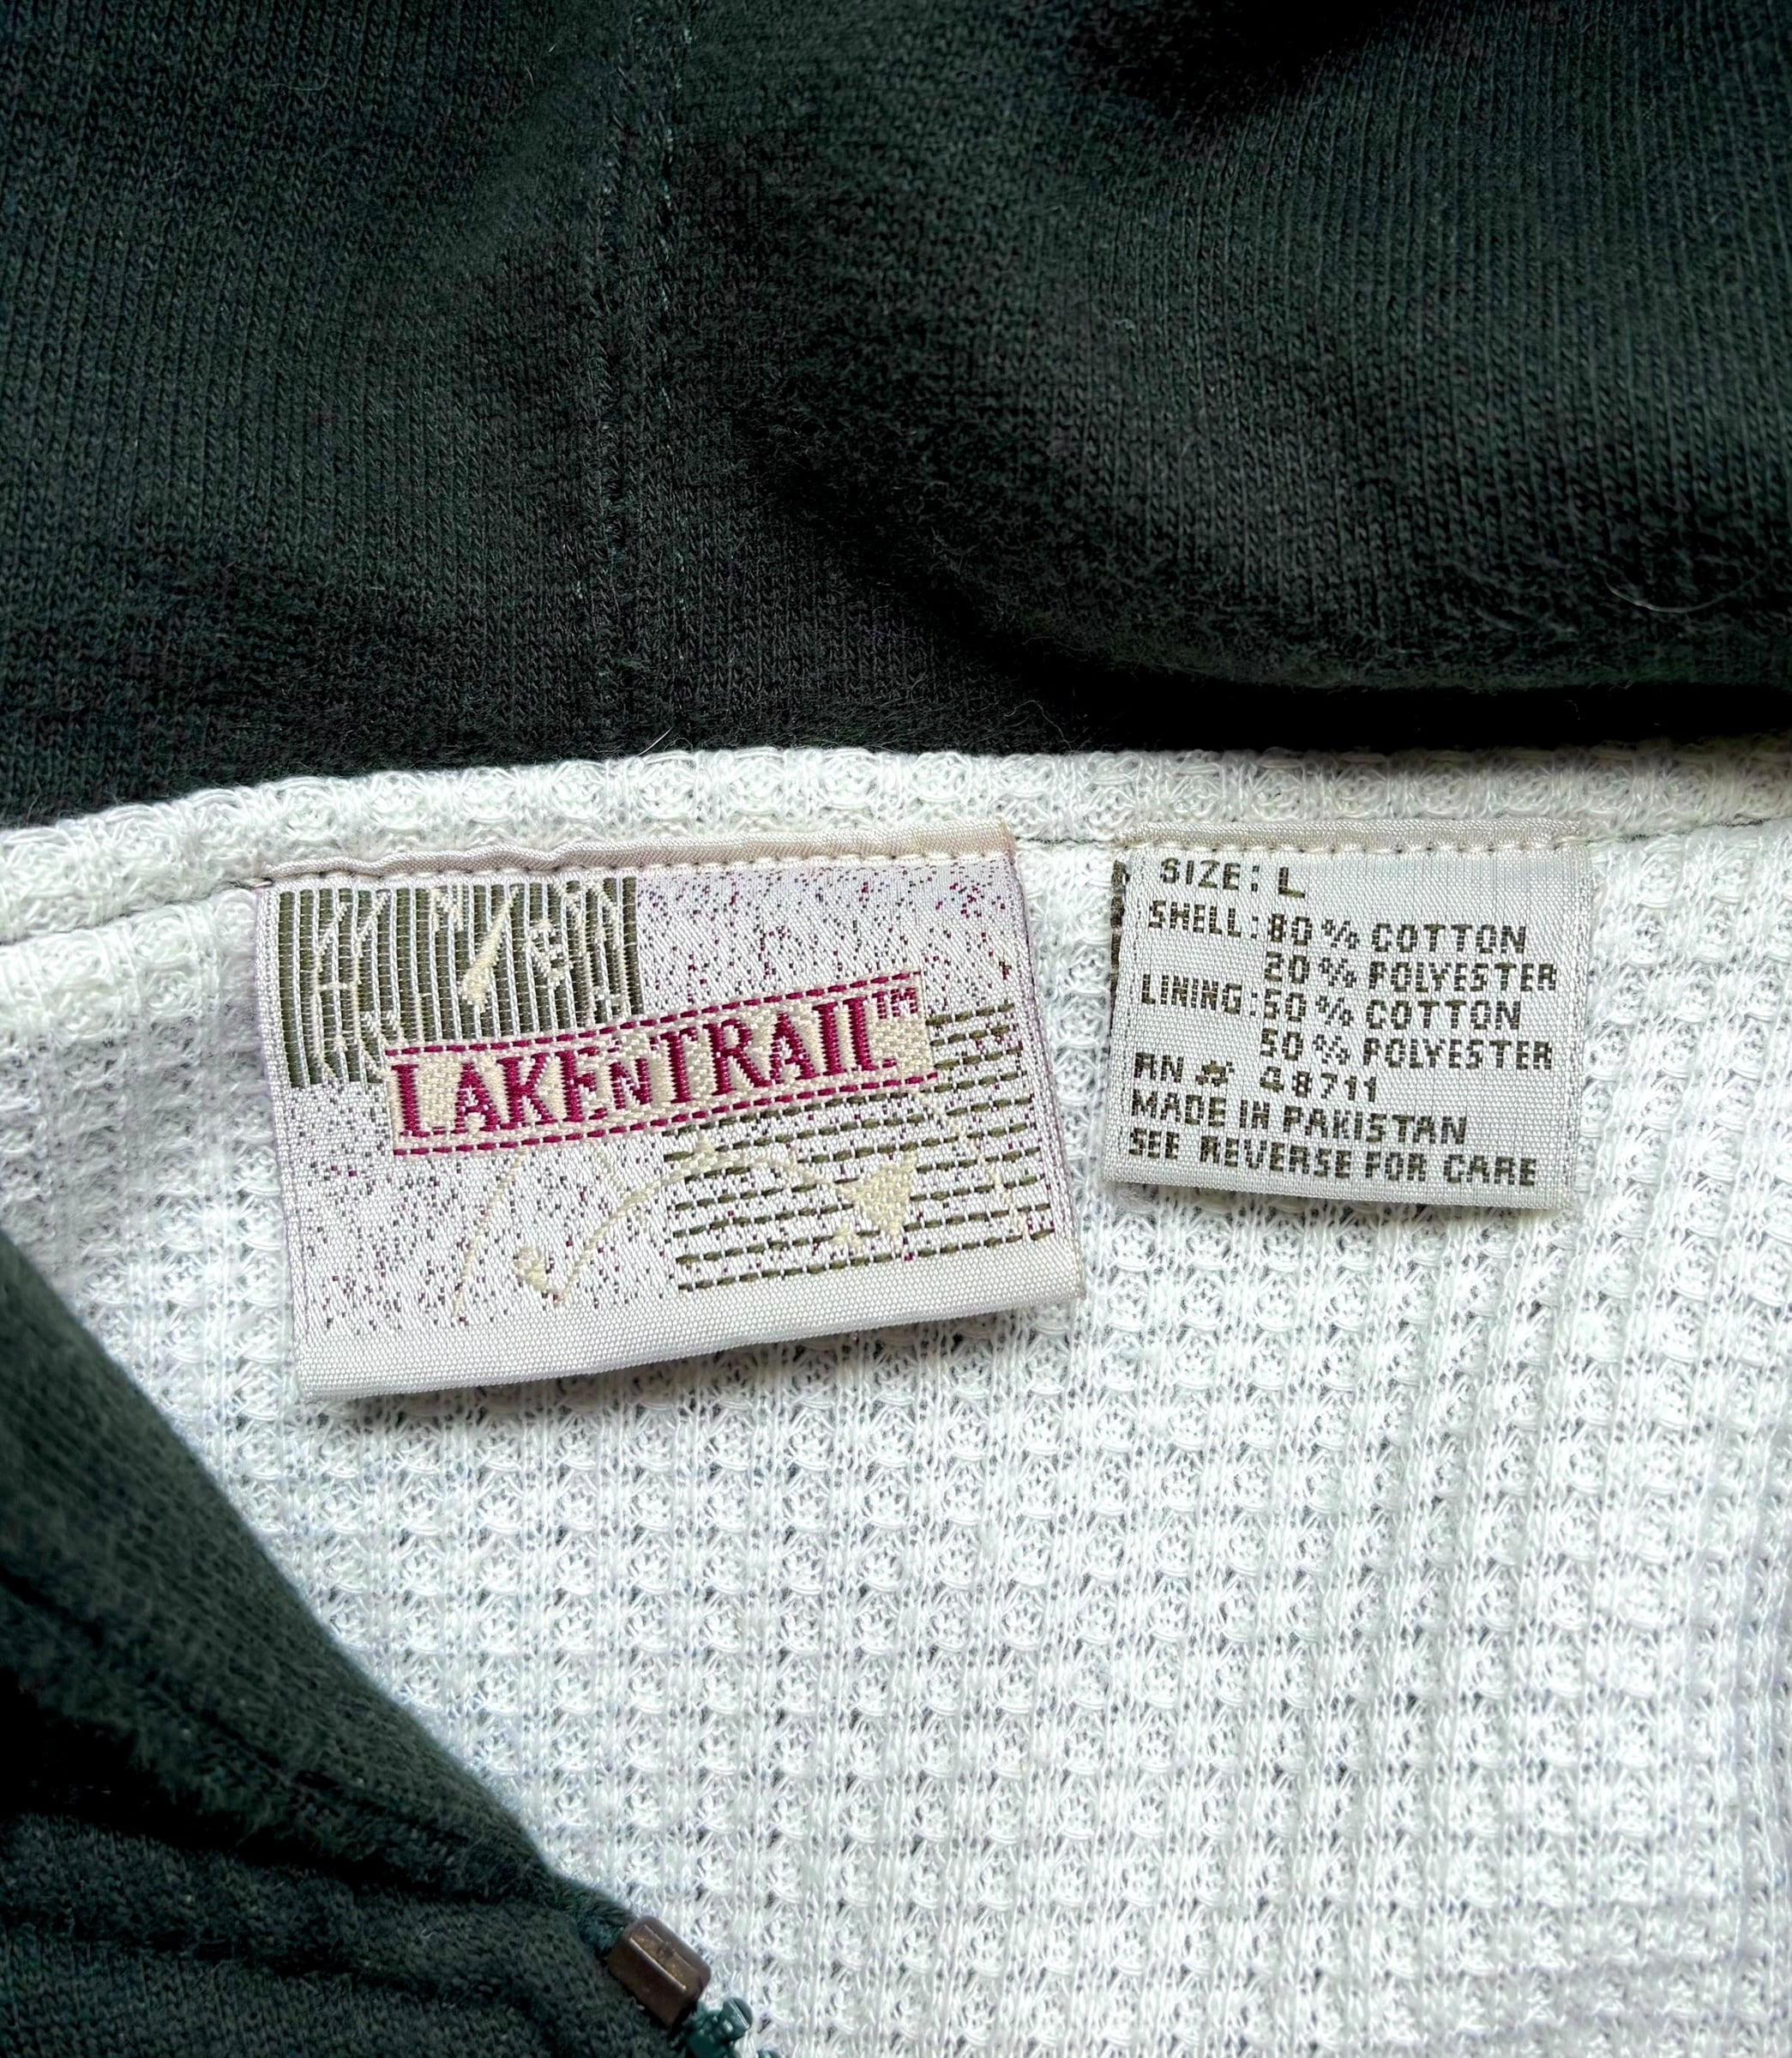 LAKENTRAIL™
SIZE: L
SHELL: 80% COTTON
20% POLYESTER
LINING: 50% COTTON
50% POLYESTER
RN # 48711
MADE IN PAKISTAN
SEE REVERSE FOR CARE